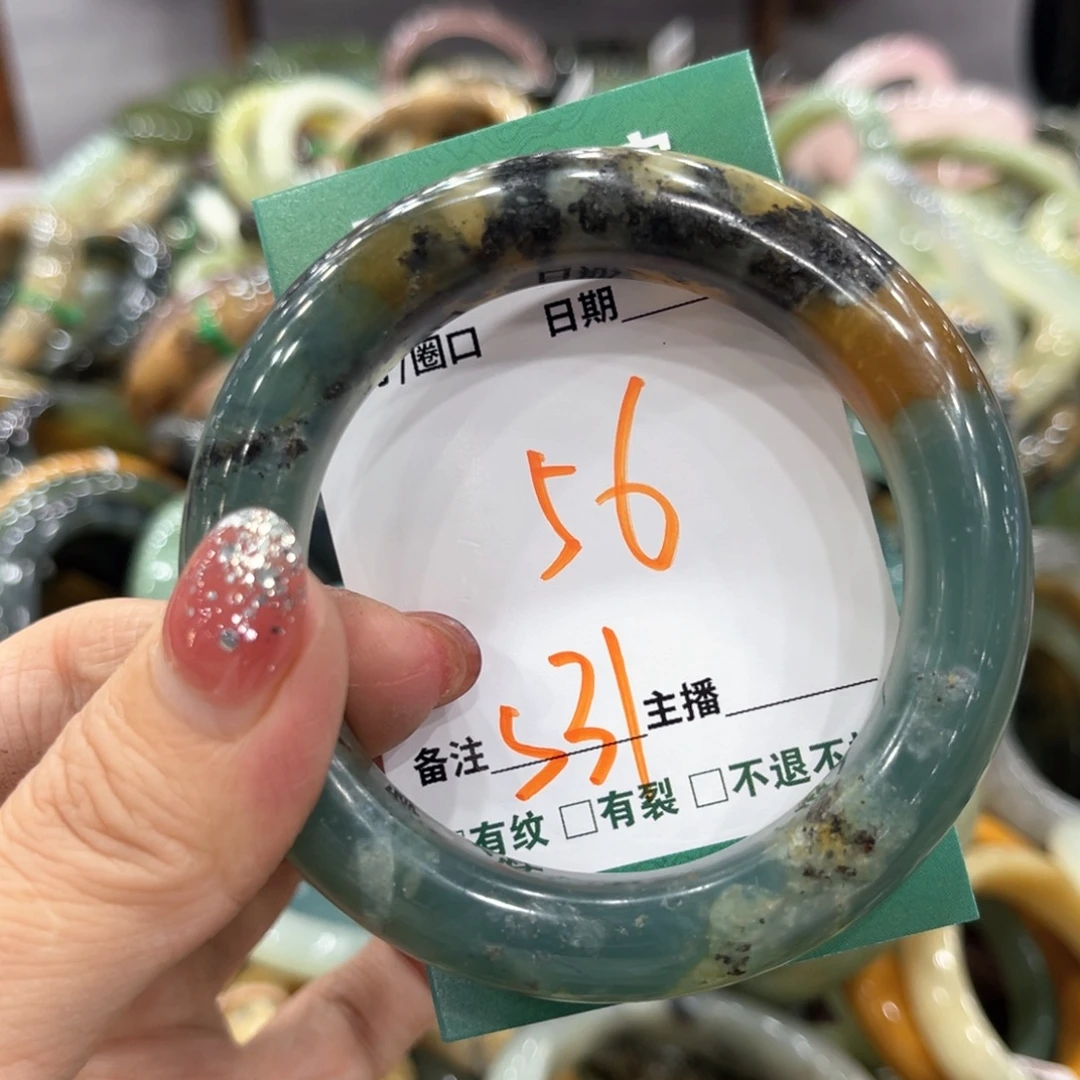 /圈口 日期
56
531
备注 主播
有纹 □有裂 □不退不